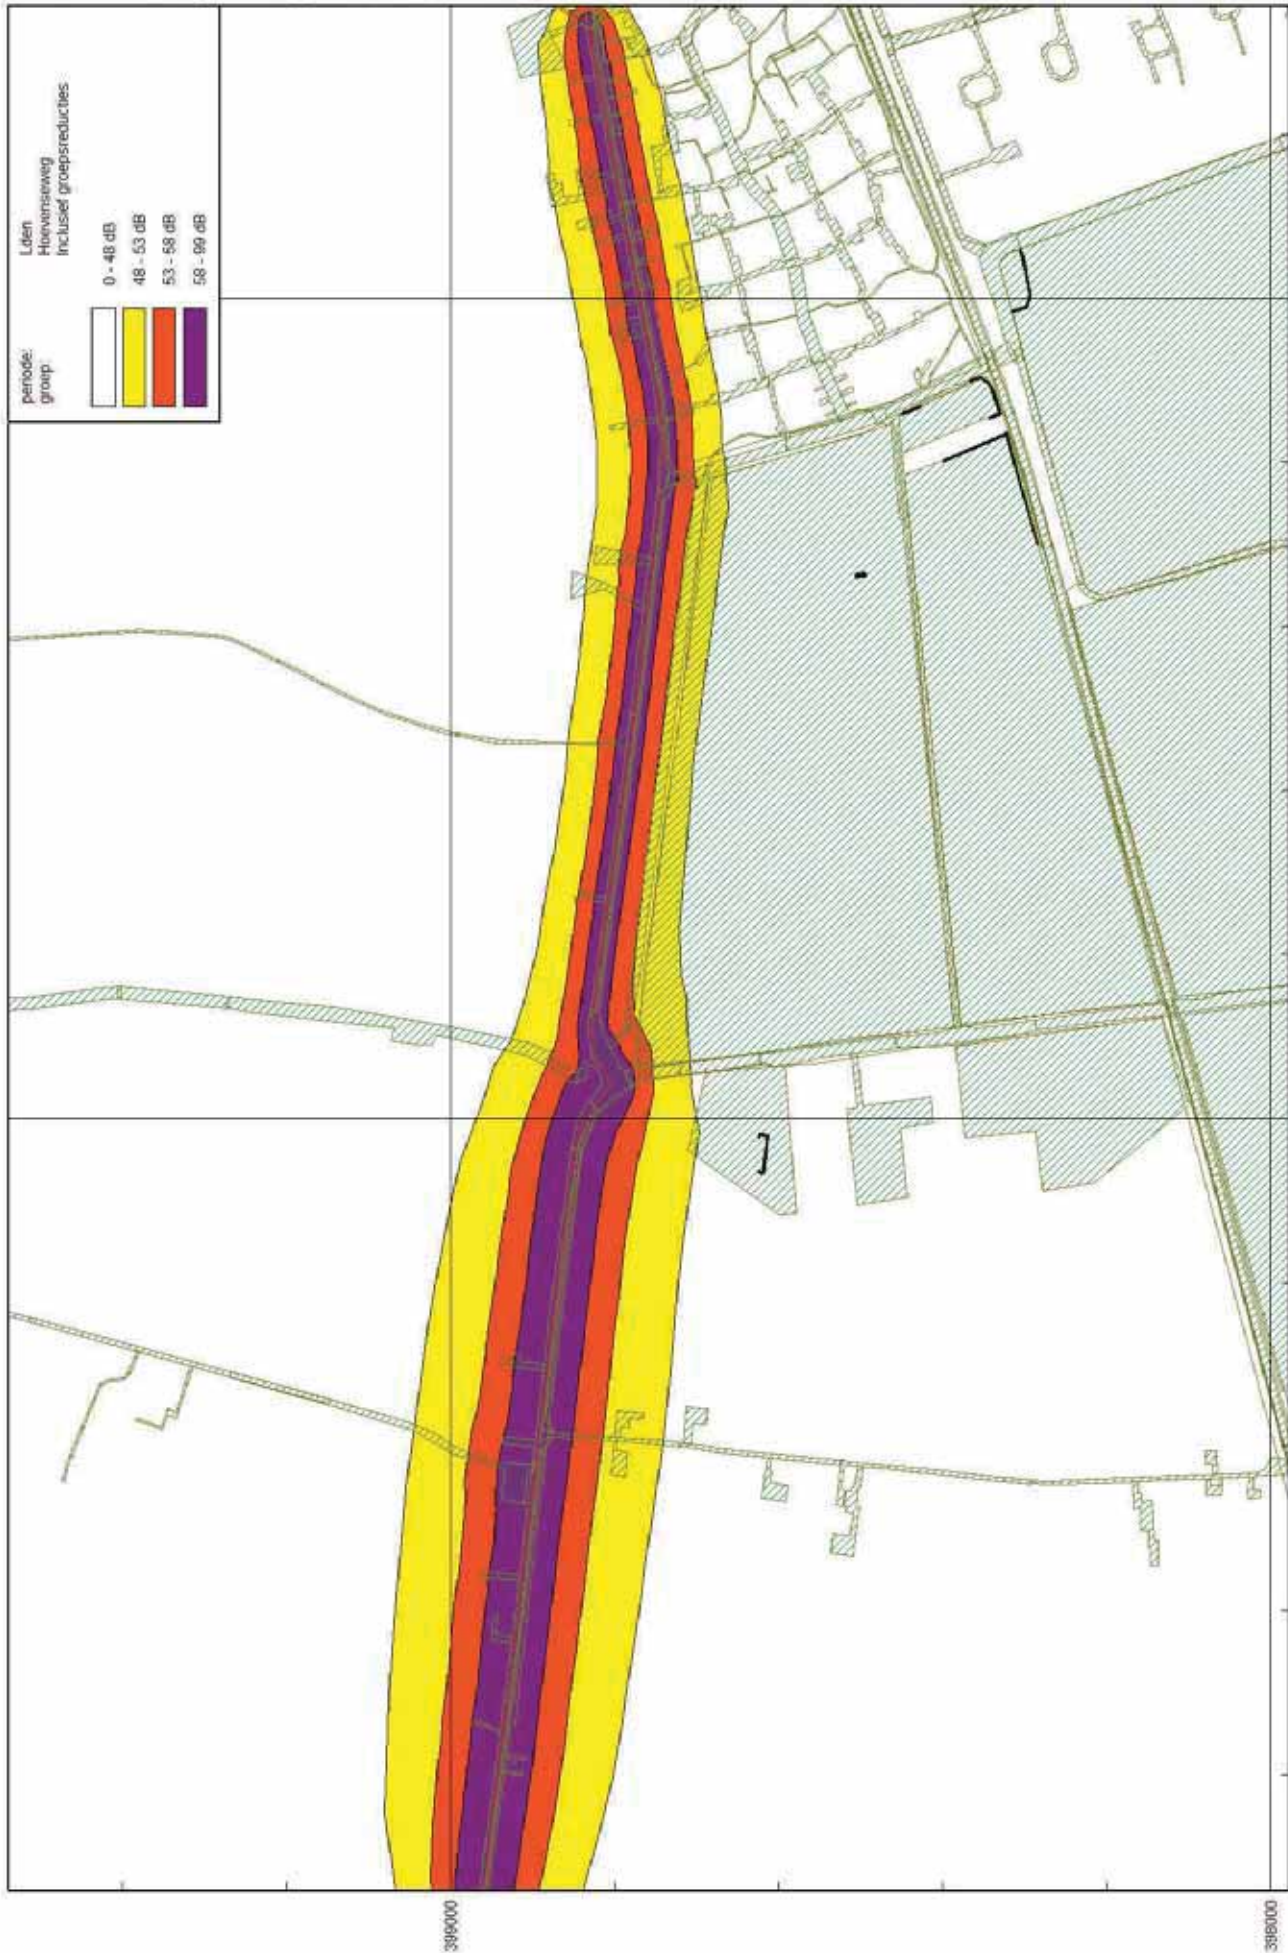 periode: Lden
groep: Hoevenseweg
Inclusief groepsreducties
0 - 48 dB
48 - 53 dB
53 - 58 dB
58 - 99 dB
399000
398000